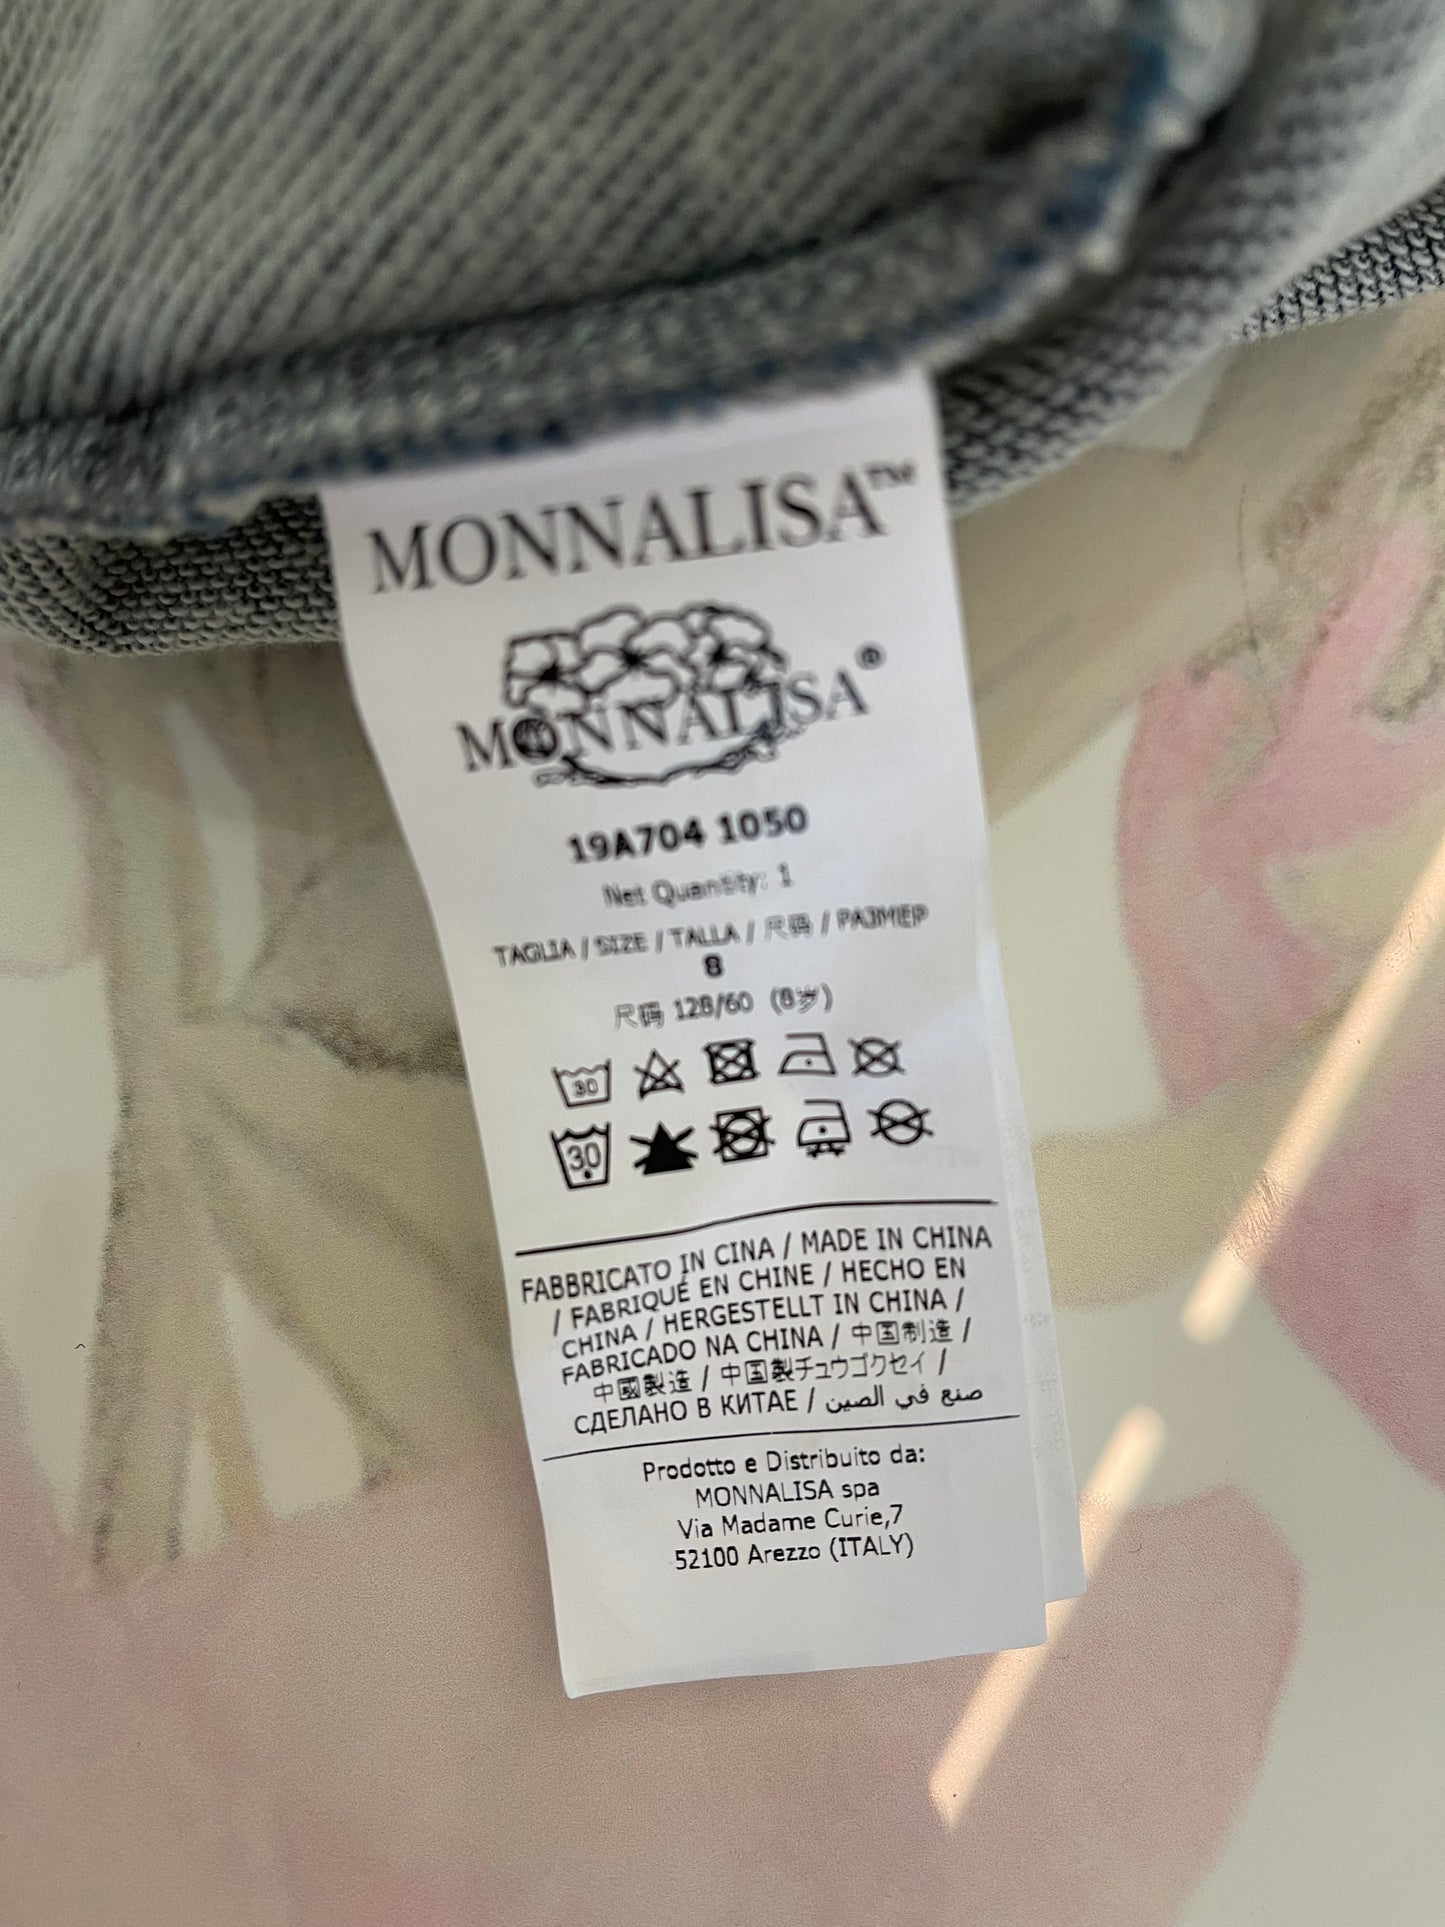 MONNALISA™
MONNALISA®
19A704 1050
Net Quantity: 1
TAGLIA / SIZE / TALLA / 尺码 / РАЗМЕР
8
尺码 128/60 (8岁)
30
30
FABBRICATO IN CINA / MADE IN CHINA
/ FABRIQUÉ EN CHINE / HECHO EN
CHINA / HERGESTELLT IN CHINA /
FABRICADO NA CHINA / 中国制造 /
中國製造 / 中国製チュウゴクセイ /
СДЕЛАНО В КИТАЕ / صنع في الصين
Prodotto e Distribuito da:
MONNALISA spa
Via Madame Curie,7
52100 Arezzo (ITALY)